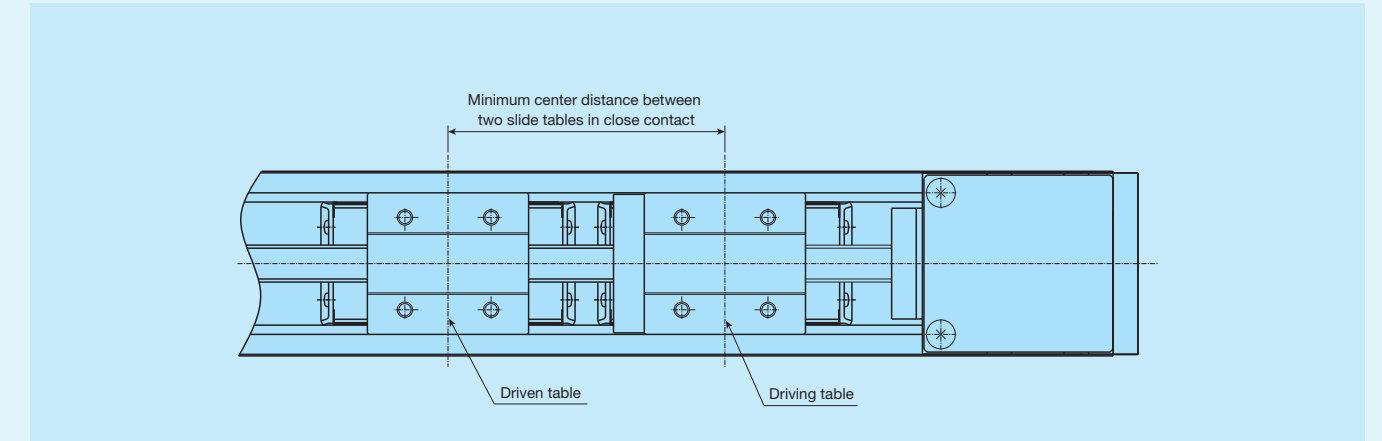 Minimum center distance between
two slide tables in close contact
Driven table
Driving table